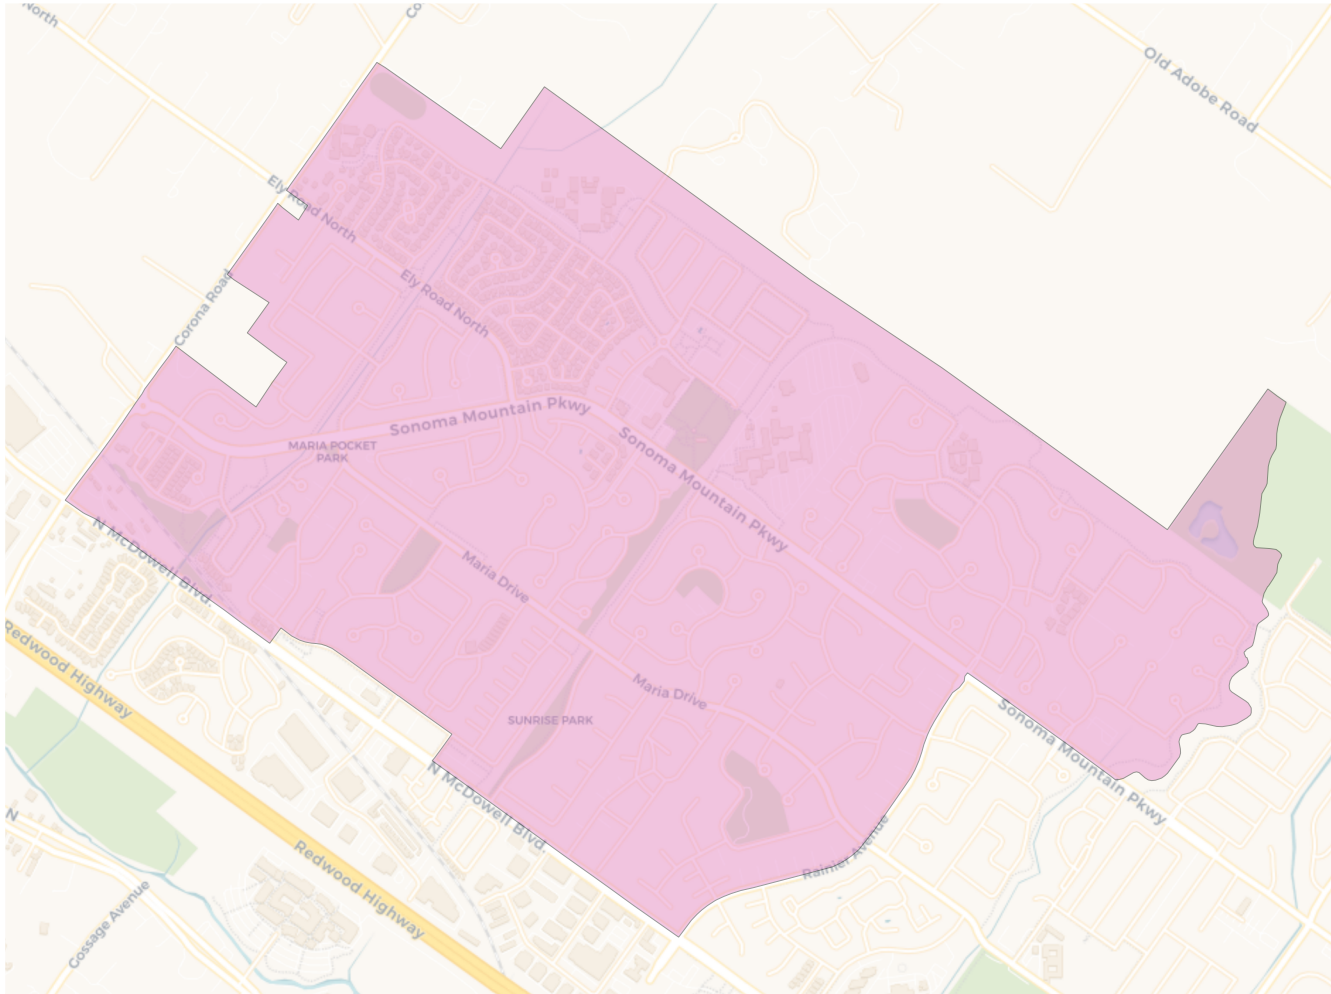 North
Co
Old Adobe Road
Ely Road North
Ely Road North
Corona Road
Sonoma Mountain Pkwy
Sonoma Mountain Pkwy
MARIA POCKET
PARK
N McDowell Blvd.
Maria Drive
Redwood Highway
Maria Drive
SUNRISE PARK
Sonoma Mountain Pkwy
N McDowell Blvd.
N
Rainier Avenue
Redwood Highway
Cossage Avenue